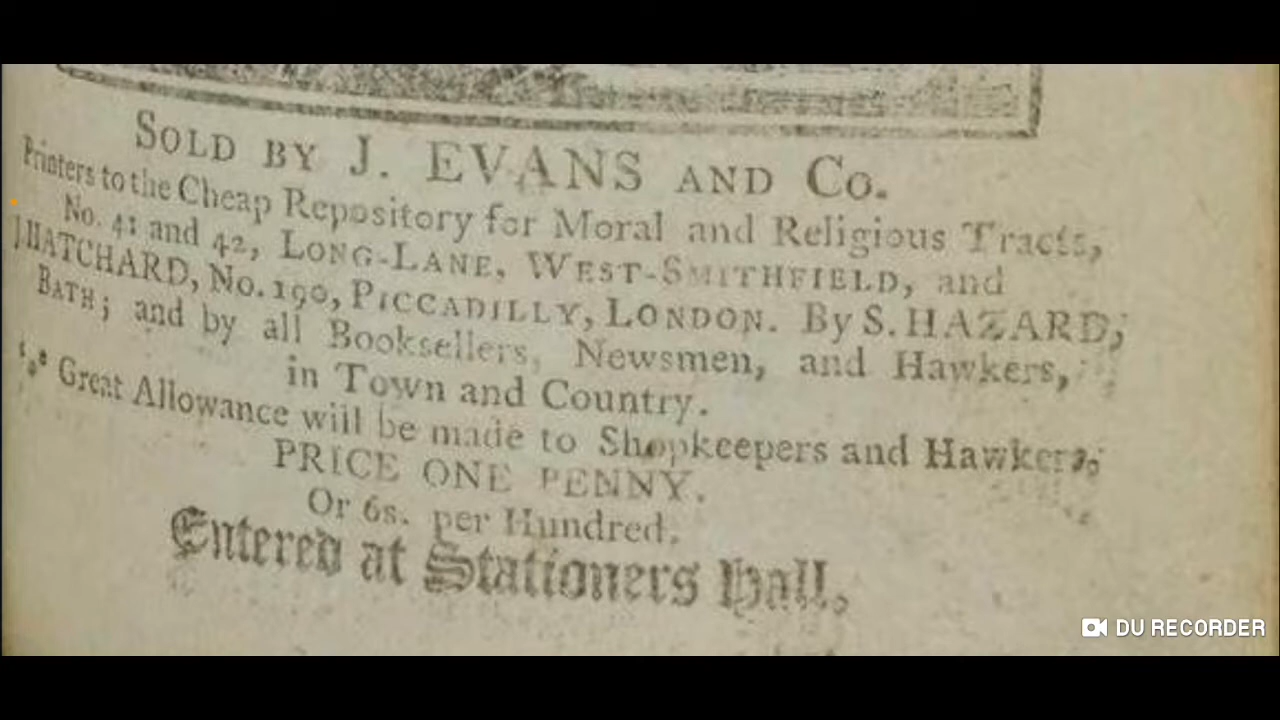 SOLD BY J. EVANS AND CO.
Printers to the Cheap Repository for Moral and Religious Tracts,
No. 41 and 42, LONG-LANE, WEST-SMITHFIELD, and
J. HATCHARD, No. 190, PICCADILLY, LONDON. By S. HAZARD,
BATH; and by all Booksellers, Newsmen, and Hawkers,
in Town and Country.
⁂ Great Allowance will be made to Shopkeepers and Hawkers.
PRICE ONE PENNY.
Or 6s. per Hundred.
Entered at Stationers Hall.
DU RECORDER